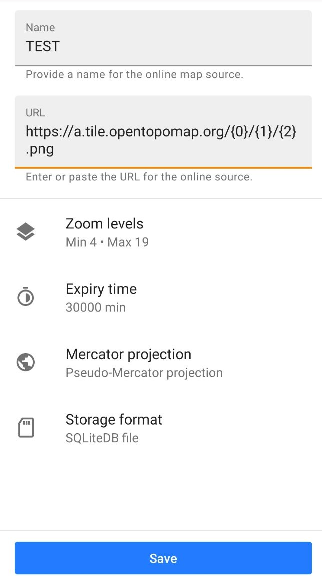 Name
TEST
Provide a name for the online map source.
URL
https://a.tile.opentopomap.org/{0}/{1}/{2}
.png
Enter or paste the URL for the online source.
Zoom levels
Min 4 • Max 19
Expiry time
30000 min
Mercator projection
Pseudo-Mercator projection
Storage format
SQLiteDB file
Save